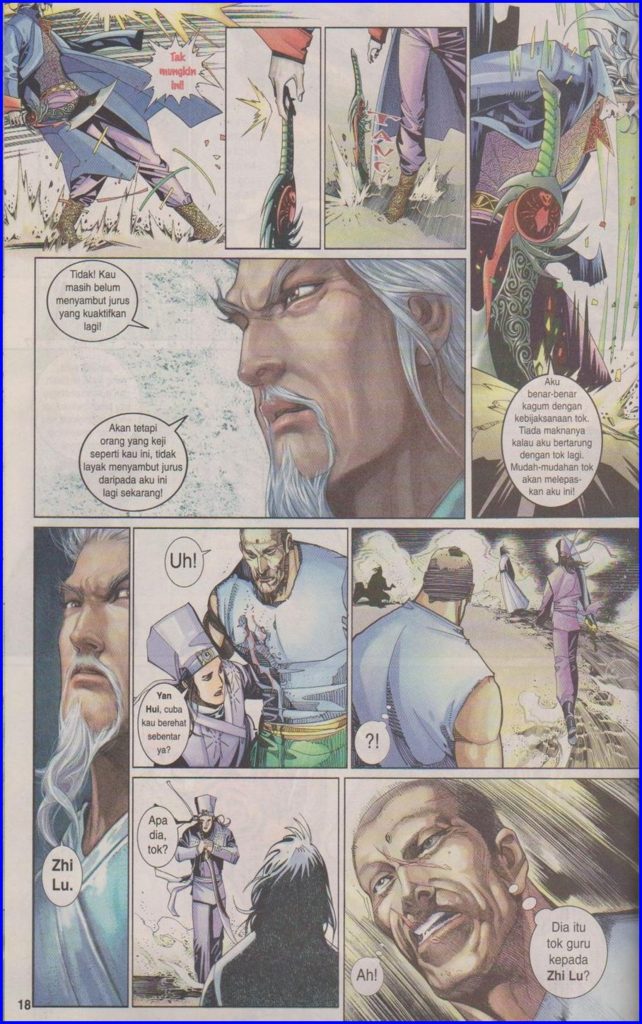 Tak
mungkin
ini!
TANG
Tidak! Kau
masih belum
menyambut jurus
yang kuaktifkan
lagi!
Akan tetapi
orang yang keji
seperti kau ini, tidak
layak menyambut jurus
daripada aku ini
lagi sekarang!
Aku
benar-benar
kagum dengan
kebijaksanaan tok.
Tiada maknanya
kalau aku bertarung
dengan tok lagi.
Mudah-mudahan tok
akan melepas-
kan aku ini!
Zhi
Lu.
Uh!
Yan
Hui, cuba
kau berehat
sebentar
ya?
?!
Apa
dia,
tok?
Ah!
Dia itu
tok guru
kepada
Zhi Lu?
18